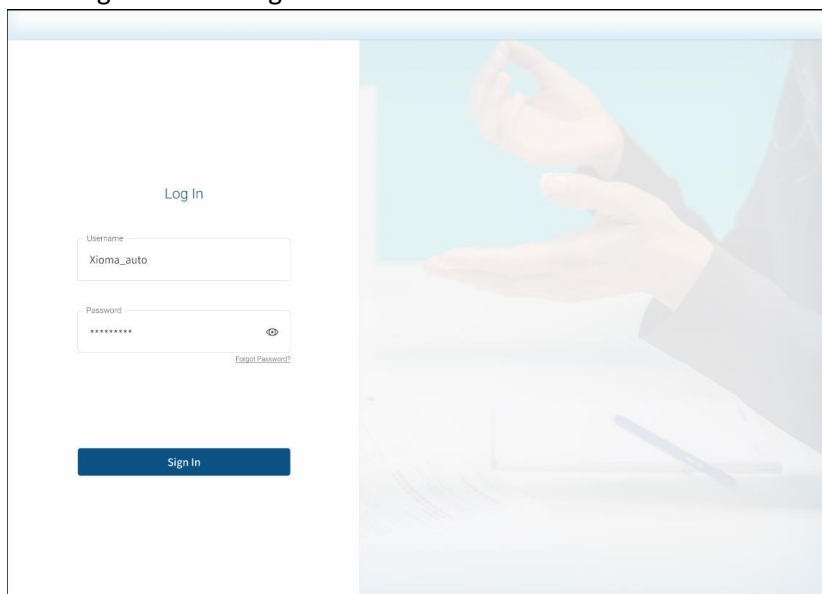 Log In
Username
Xioma_auto
Password
*********
Forgot Password?
Sign In